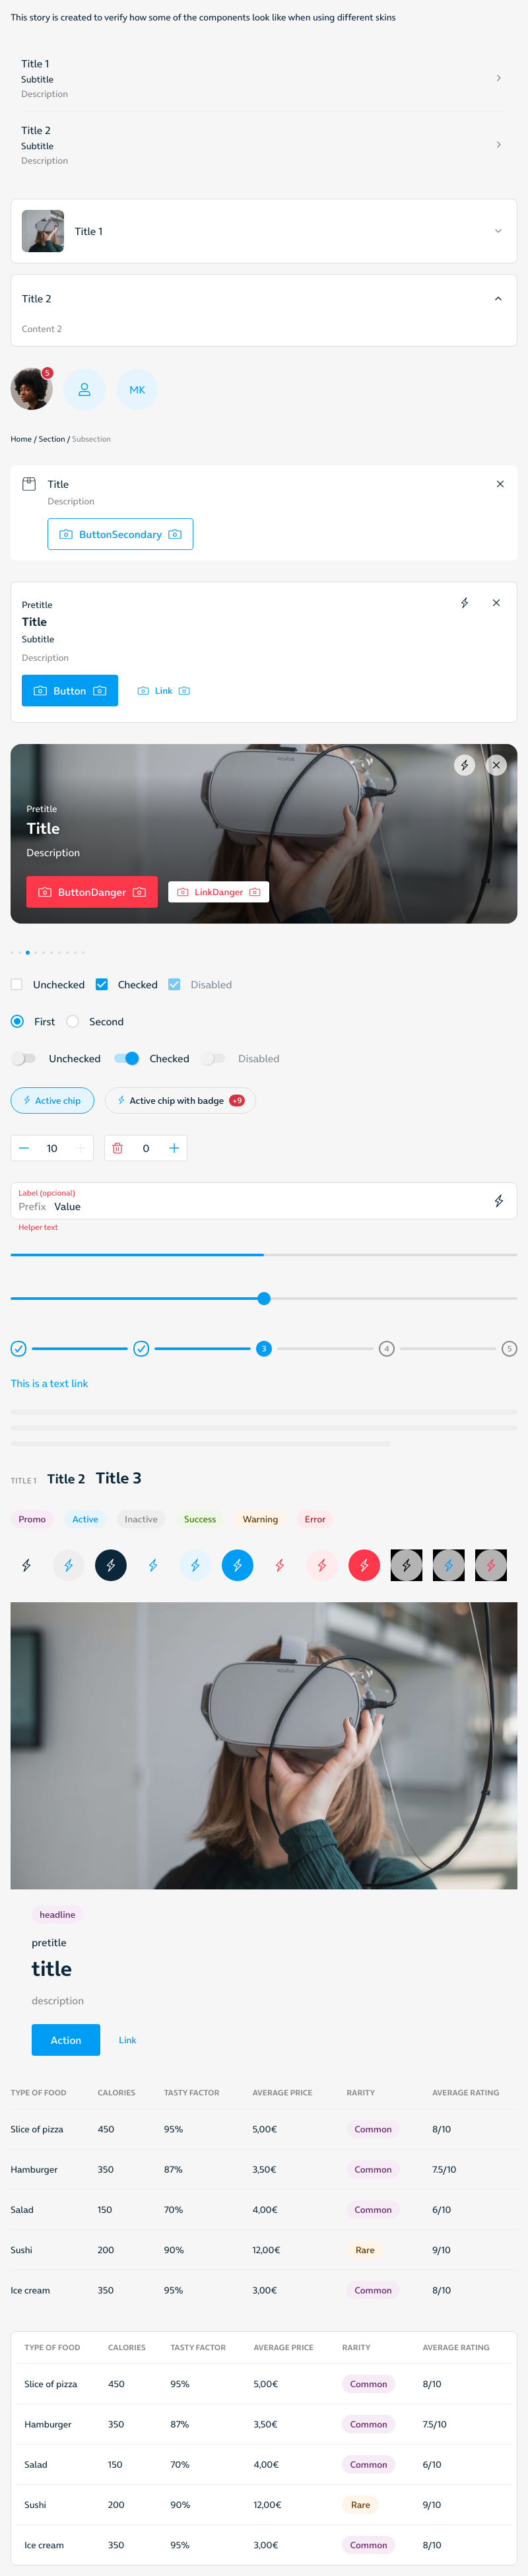 This story is created to verify how some of the components look like when using different skins
Title 1
Subtitle
Description
Title 2
Subtitle
Description
Title 1
Title 2
Content 2
5
MK
Home / Section / Subsection
Title
Description
ButtonSecondary
Pretitle
Title
Subtitle
Description
Button Link
oculus
Pretitle
Title
Description
ButtonDanger LinkDanger
Unchecked Checked Disabled
First Second
Unchecked Checked Disabled
Active chip Active chip with badge +9
10 0
Label (optional)
Prefix Value
Helper text
3 4 5
This is a text link
TITLE 1 Title 2 Title 3
Promo Active Inactive Success Warning Error
oculus
headline
pretitle
title
description
Action Link
TYPE OF FOOD CALORIES TASTY FACTOR AVERAGE PRICE RARITY AVERAGE RATING
Slice of pizza 450 95% 5,00€ Common 8/10
Hamburger 350 87% 3,50€ Common 7.5/10
Salad 150 70% 4,00€ Common 6/10
Sushi 200 90% 12,00€ Rare 9/10
Ice cream 350 95% 3,00€ Common 8/10
TYPE OF FOOD CALORIES TASTY FACTOR AVERAGE PRICE RARITY AVERAGE RATING
Slice of pizza 450 95% 5,00€ Common 8/10
Hamburger 350 87% 3,50€ Common 7.5/10
Salad 150 70% 4,00€ Common 6/10
Sushi 200 90% 12,00€ Rare 9/10
Ice cream 350 95% 3,00€ Common 8/10